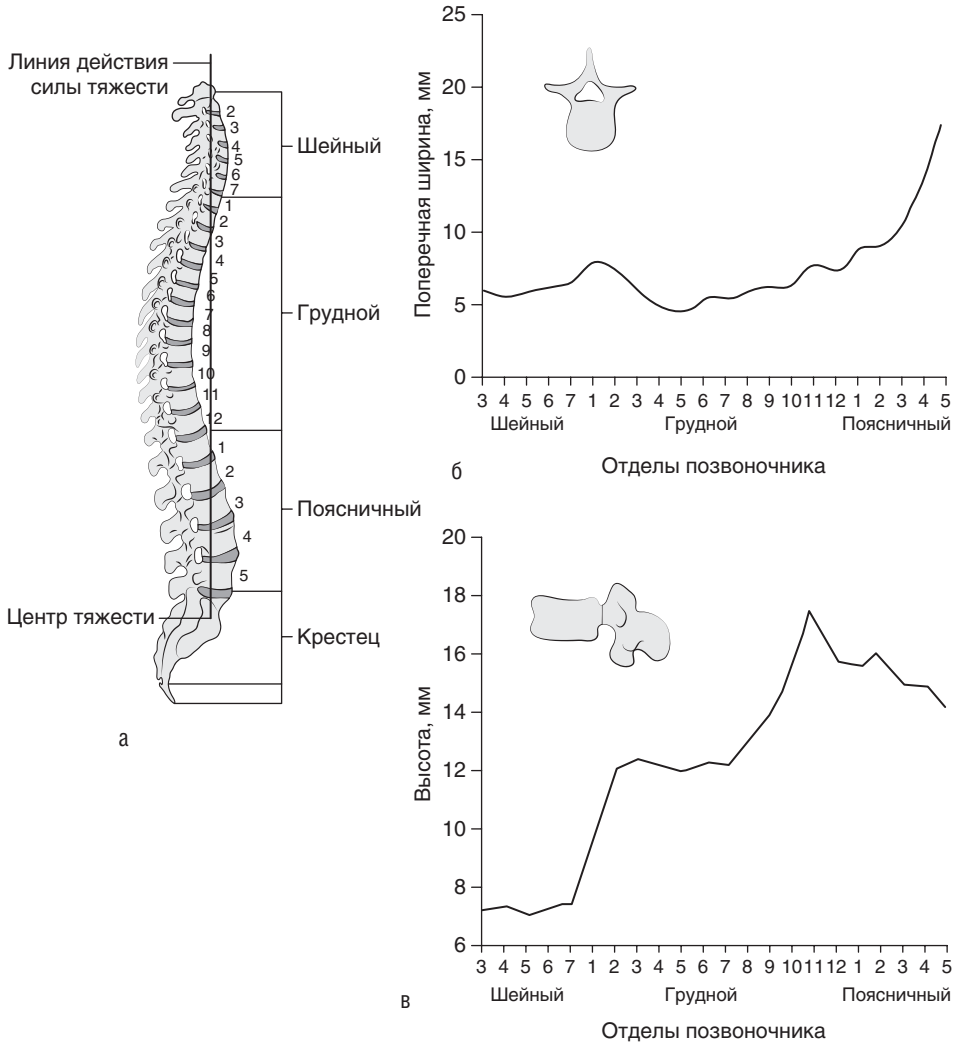 Линия действия
силы тяжести
2
3
4
5
6
7
1
2
3
4
5
6
7
8
9
10
11
12
1
2
3
4
5
Шейный
Грудной
Поясничный
Крестец
Центр тяжести
а
25
20
15
10
5
0
Поперечная ширина, мм
3 4 5 6 7 1 2 3 4 5 6 7 8 9 10 11 12 1 2 3 4 5
Шейный Грудной Поясничный
Отделы позвоночника
б
20
18
16
14
12
10
8
6
Высота, мм
3 4 5 6 7 1 2 3 4 5 6 7 8 9 10 11 12 1 2 3 4 5
Шейный Грудной Поясничный
Отделы позвоночника
в